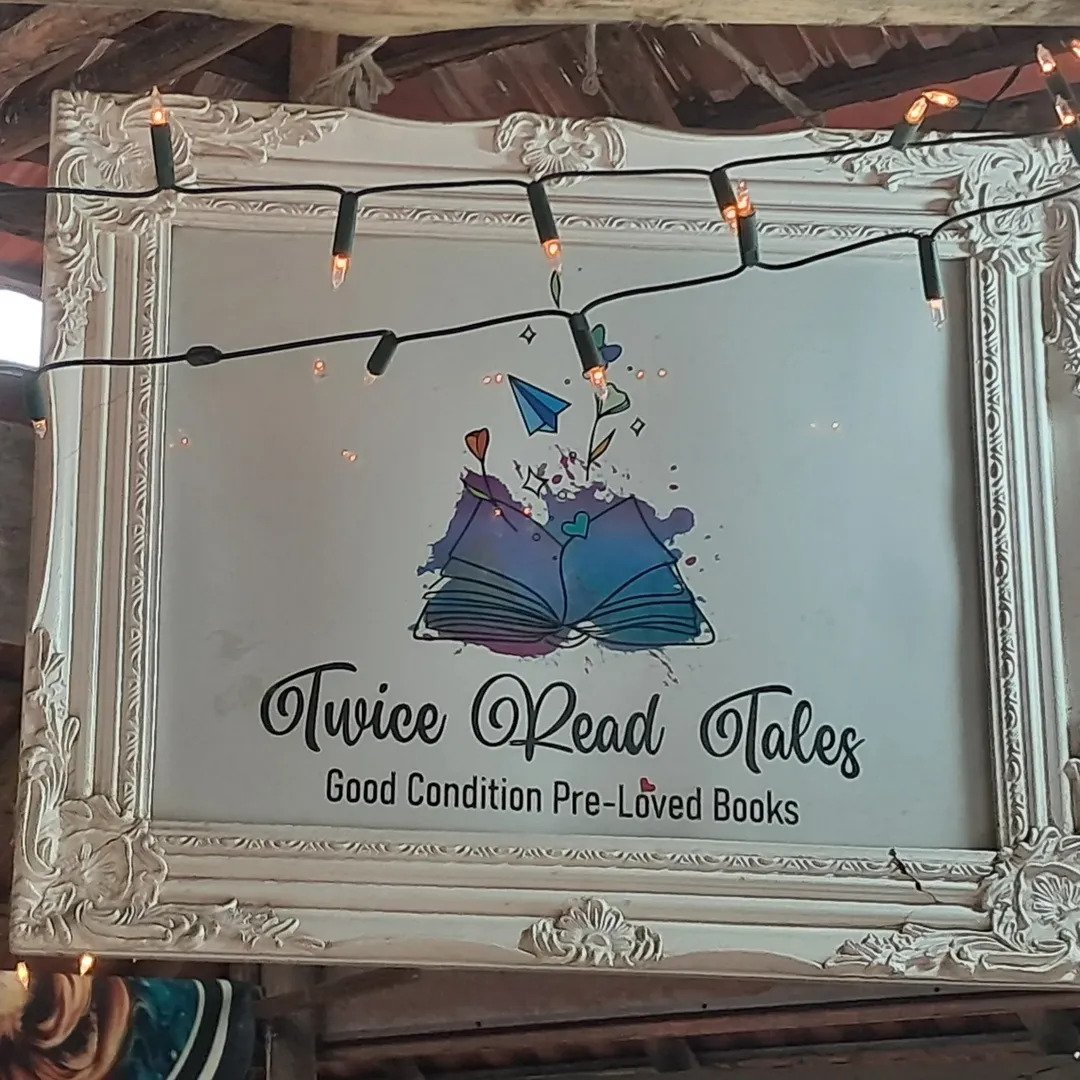 Twice Read Tales
Good Condition Pre-Loved Books